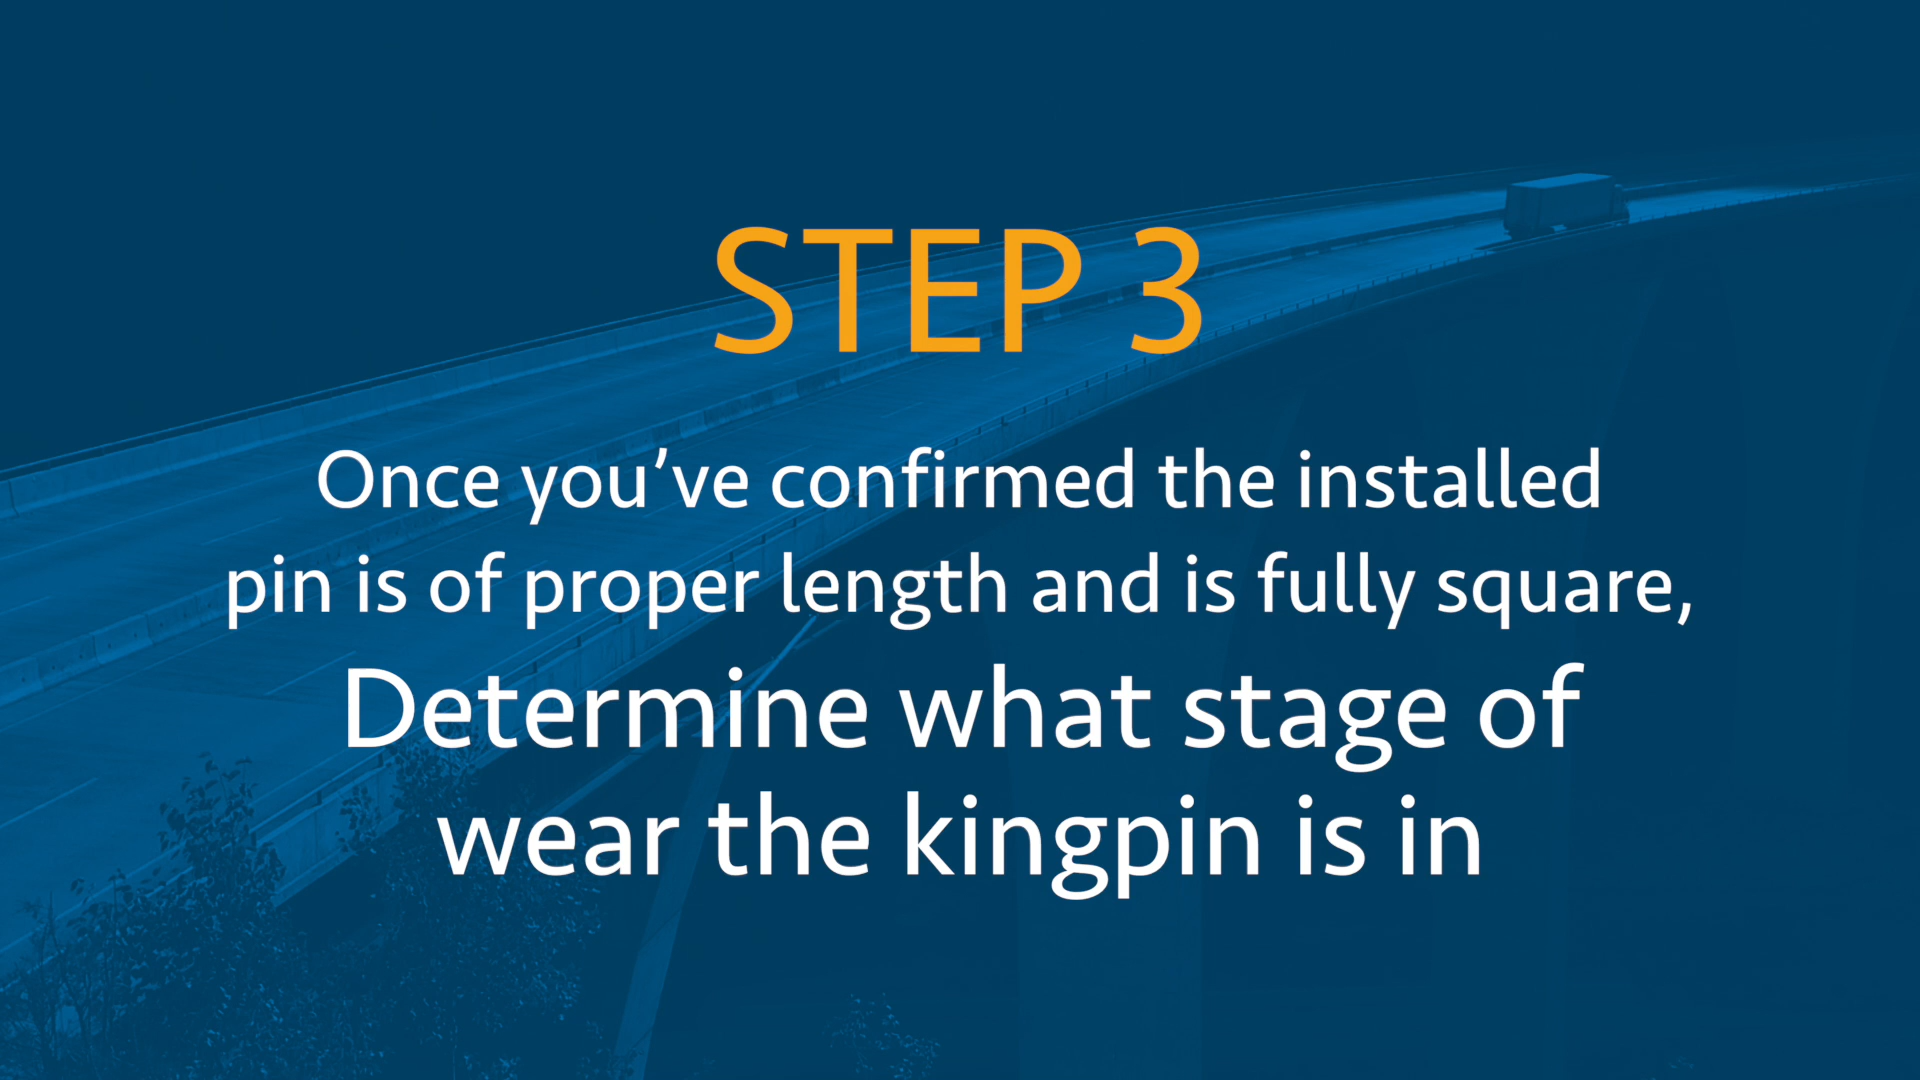 STEP 3
Once you’ve confirmed the installed
pin is of proper length and is fully square,
Determine what stage of
wear the kingpin is in